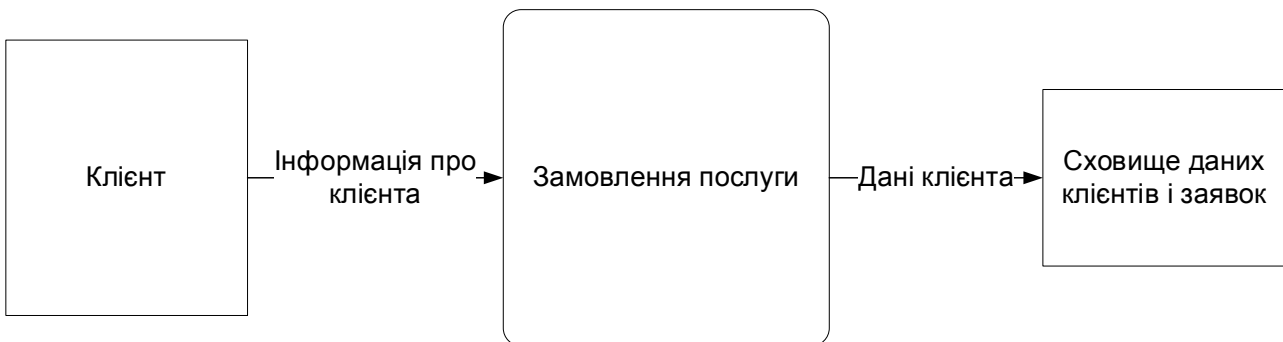 Клієнт
Інформація про
клієнта
Замовлення послуги
Дані клієнта
Сховище даних
клієнтів і заявок